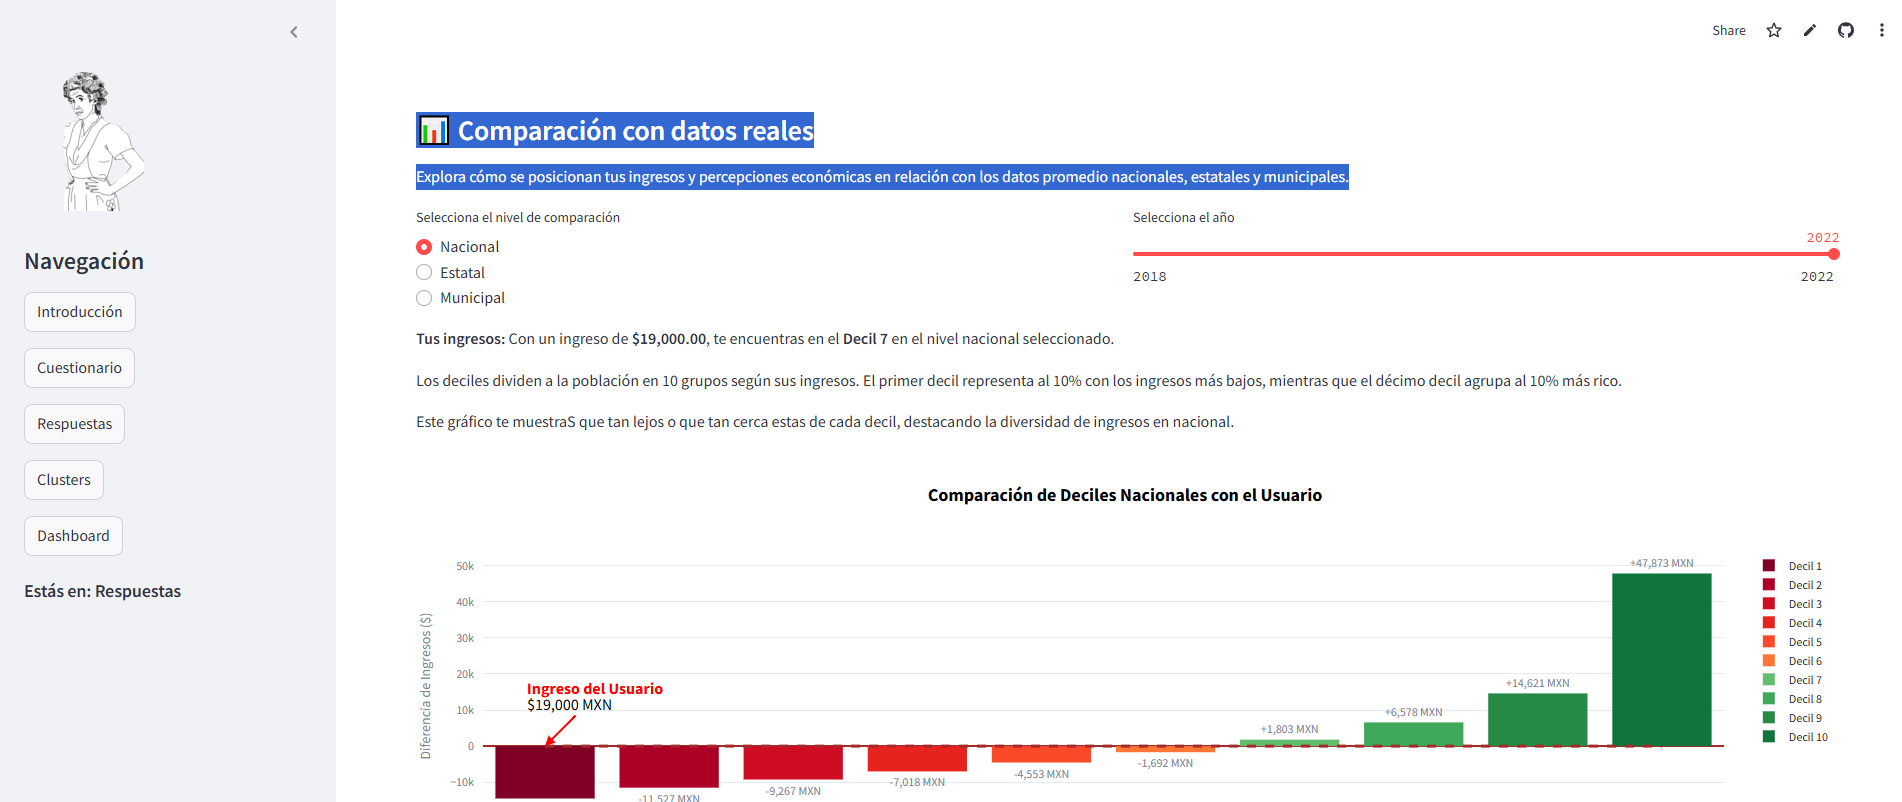 Share
Navegación
Introducción
Cuestionario
Respuestas
Clusters
Dashboard
Estás en: Respuestas
Comparación con datos reales
Explora cómo se posicionan tus ingresos y percepciones económicas en relación con los datos promedio nacionales, estatales y municipales.
Selecciona el nivel de comparación
Nacional
Estatal
Municipal
Selecciona el año
2022
2018
2022
Tus ingresos: Con un ingreso de $19,000.00, te encuentras en el Decil 7 en el nivel nacional seleccionado.
Los deciles dividen a la población en 10 grupos según sus ingresos. El primer decil representa al 10% con los ingresos más bajos, mientras que el décimo decil agrupa al 10% más rico.
Este gráfico te muestraS que tan lejos o que tan cerca estas de cada decil, destacando la diversidad de ingresos en nacional.
Comparación de Deciles Nacionales con el Usuario
Diferencia de Ingresos ($)
50k
40k
30k
20k
10k
0
−10k
Ingreso del Usuario
$19,000 MXN
-11,527 MXN
-9,267 MXN
-7,018 MXN
-4,553 MXN
-1,692 MXN
+1,803 MXN
+6,578 MXN
+14,621 MXN
+47,873 MXN
Decil 1
Decil 2
Decil 3
Decil 4
Decil 5
Decil 6
Decil 7
Decil 8
Decil 9
Decil 10